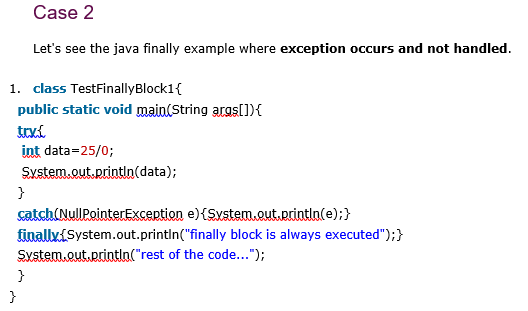 Case 2
Let's see the java finally example where exception occurs and not handled.
1. class TestFinallyBlock1{
public static void main(String args[]){
try{
int data=25/0;
System.out.println(data);
}
catch(NullPointerException e){System.out.println(e);}
finally{System.out.println("finally block is always executed");}
System.out.println("rest of the code...");
}
}